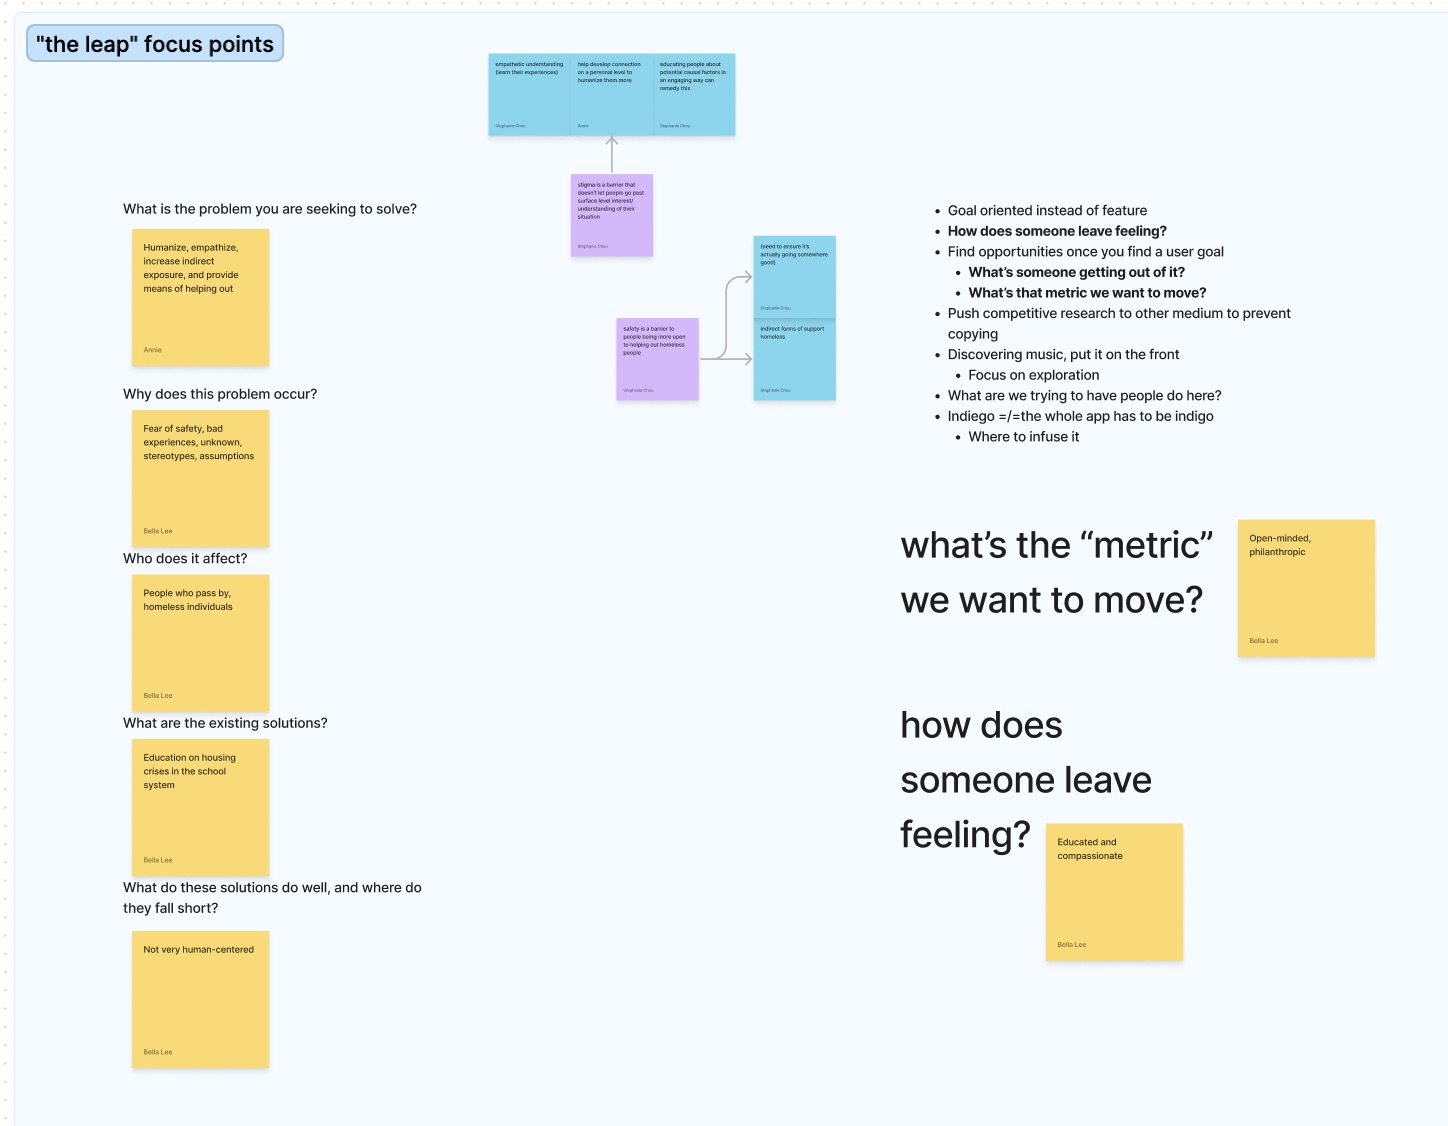 "the leap" focus points
empathetic understanding
(learn their experiences)
Stephanie Chou
help develop connection
on a personal level to
humanize them more
Annie
educating people about
potential causal factors in
an engaging way can
remedy this
Stephanie Chou
stigma is a barrier that
doesn't let people go past
surface level interest/
understanding of their
situation
Stephanie Chou
(need to ensure it's
actually going somewhere
good)
Stephanie Chou
safety is a barrier to
people being more open
to helping out homeless
people
Stephanie Chou
indirect forms of support
homeless
Stephanie Chou
What is the problem you are seeking to solve?
Humanize, empathize,
increase indirect
exposure, and provide
means of helping out
Annie
Why does this problem occur?
Fear of safety, bad
experiences, unknown,
stereotypes, assumptions
Bella Lee
Who does it affect?
People who pass by,
homeless individuals
Bella Lee
What are the existing solutions?
Education on housing
crises in the school
system
Bella Lee
What do these solutions do well, and where do
they fall short?
Not very human-centered
Bella Lee
• Goal oriented instead of feature
• How does someone leave feeling?
• Find opportunities once you find a user goal
• What's someone getting out of it?
• What's that metric we want to move?
• Push competitive research to other medium to prevent
copying
• Discovering music, put it on the front
• Focus on exploration
• What are we trying to have people do here?
• Indiego =/=the whole app has to be indigo
• Where to infuse it
what's the “metric”
we want to move?
Open-minded,
philanthropic
Bella Lee
how does
someone leave
feeling?
Educated and
compassionate
Bella Lee